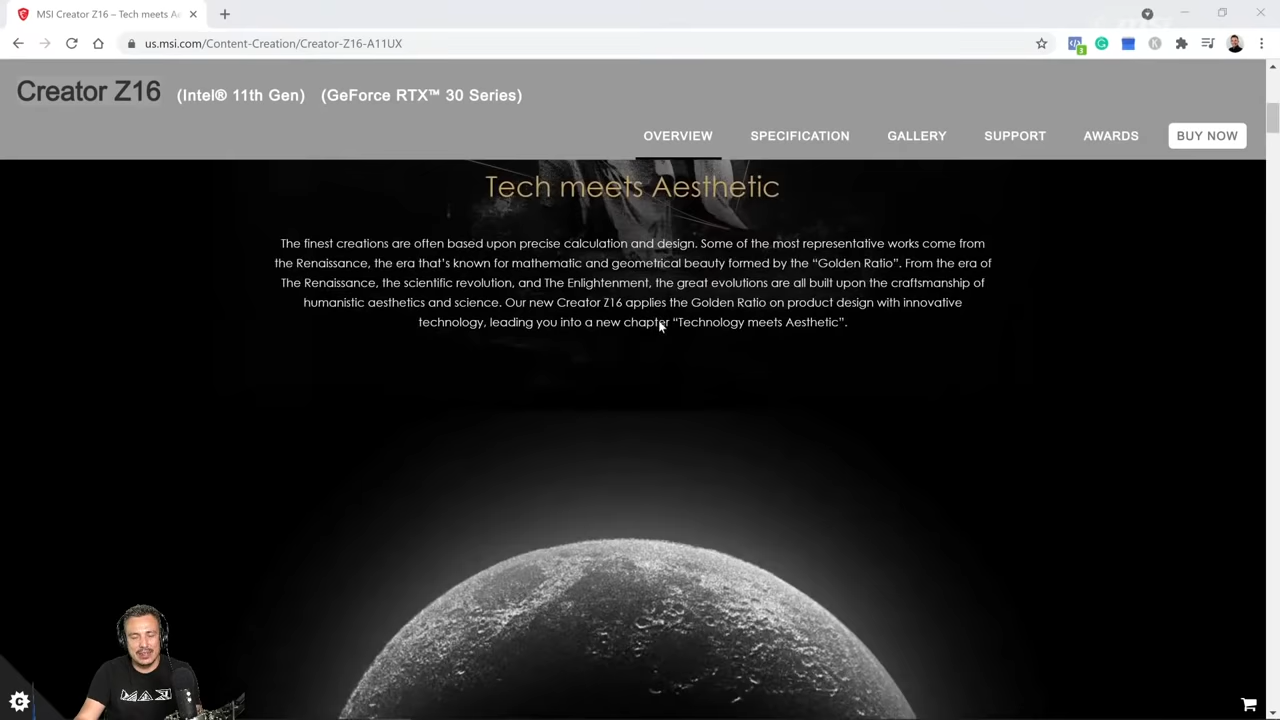 MSI Creator Z16 – Tech meets Ae
us.msi.com/Content-Creation/Creator-Z16-A11UX
3
Creator Z16 (Intel® 11th Gen) (GeForce RTX™ 30 Series)
OVERVIEW SPECIFICATION GALLERY SUPPORT AWARDS BUY NOW
Tech meets Aesthetic
The finest creations are often based upon precise calculation and design. Some of the most representative works come from
the Renaissance, the era that's known for mathematic and geometrical beauty formed by the “Golden Ratio”. From the era of
The Renaissance, the scientific revolution, and The Enlightenment, the great evolutions are all built upon the craftsmanship of
humanistic aesthetics and science. Our new Creator Z16 applies the Golden Ratio on product design with innovative
technology, leading you into a new chapter “Technology meets Aesthetic”.
C